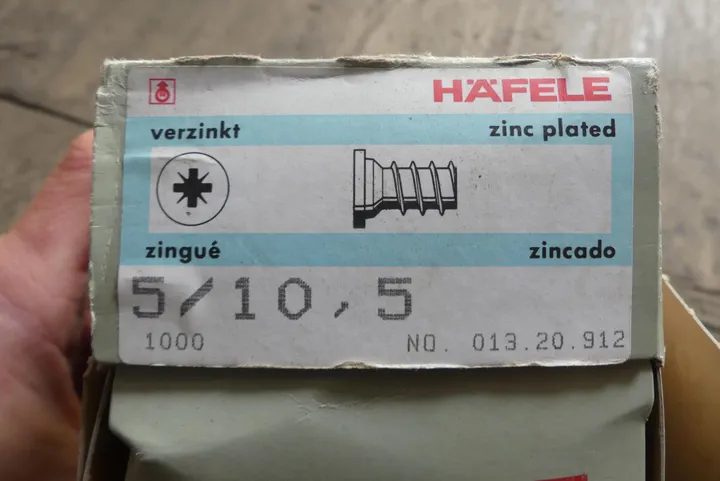 HÄFELE
verzinkt zinc plated
zingué zincado
5/10,5
1000 NO. 013.20.912